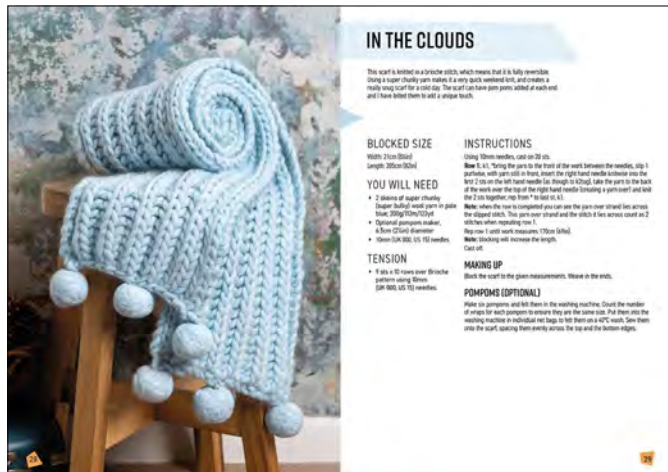 IN THE CLOUDS
This scarf is knitted in a brioche stitch, which means that it is fully reversible.
Using a super chunky yarn makes it a very quick weekend knit, and creates a
really snug scarf for a cold day. The scarf can have pom poms added at each end
and I have felted them to add a unique touch.
BLOCKED SIZE
Width: 21cm (8¼in)
Length: 205cm (82in)
YOU WILL NEED
• 2 skeins of super chunky
(super bulky) wool yarn in pale
blue; 200g/112m/123yd
• Optional pompom maker,
6.5cm (2½in) diameter
• 10mm (UK 000, US 15) needles
TENSION
• 9 sts x 10 rows over Brioche
pattern using 10mm
(UK 000, US 15) needles.
INSTRUCTIONS
Using 10mm needles, cast on 20 sts.
Row 1: k1, *bring the yarn to the front of the work between the needles, slip 1
purlwise, with yarn still in front, insert the right hand needle knitwise into the
first 2 sts on the left hand needle (as though to k2tog), take the yarn to the back
of the work over the top of the right hand needle (creating a yarn over) and knit
the 2 sts together, rep from * to last st, k1.
Note: when the row is completed you can see the yarn over strand lies across
the slipped stitch. This yarn over strand and the stitch it lies across count as 2
stitches when repeating row 1.
Rep row 1 until work measures 170cm
Note: blocking will increase the length.
Cast off.
MAKING UP
Block the scarf to the given measurements. Weave in the ends.
POMPOMS (OPTIONAL)
Make six pompoms and felt them in the washing machine. Count the number
of wraps for each pompom to ensure they are the same size. Put them into the
washing machine in individual net bags to felt them on a 40°C wash. Sew them
onto the scarf, spacing them evenly across the top and the bottom edges.
28
29